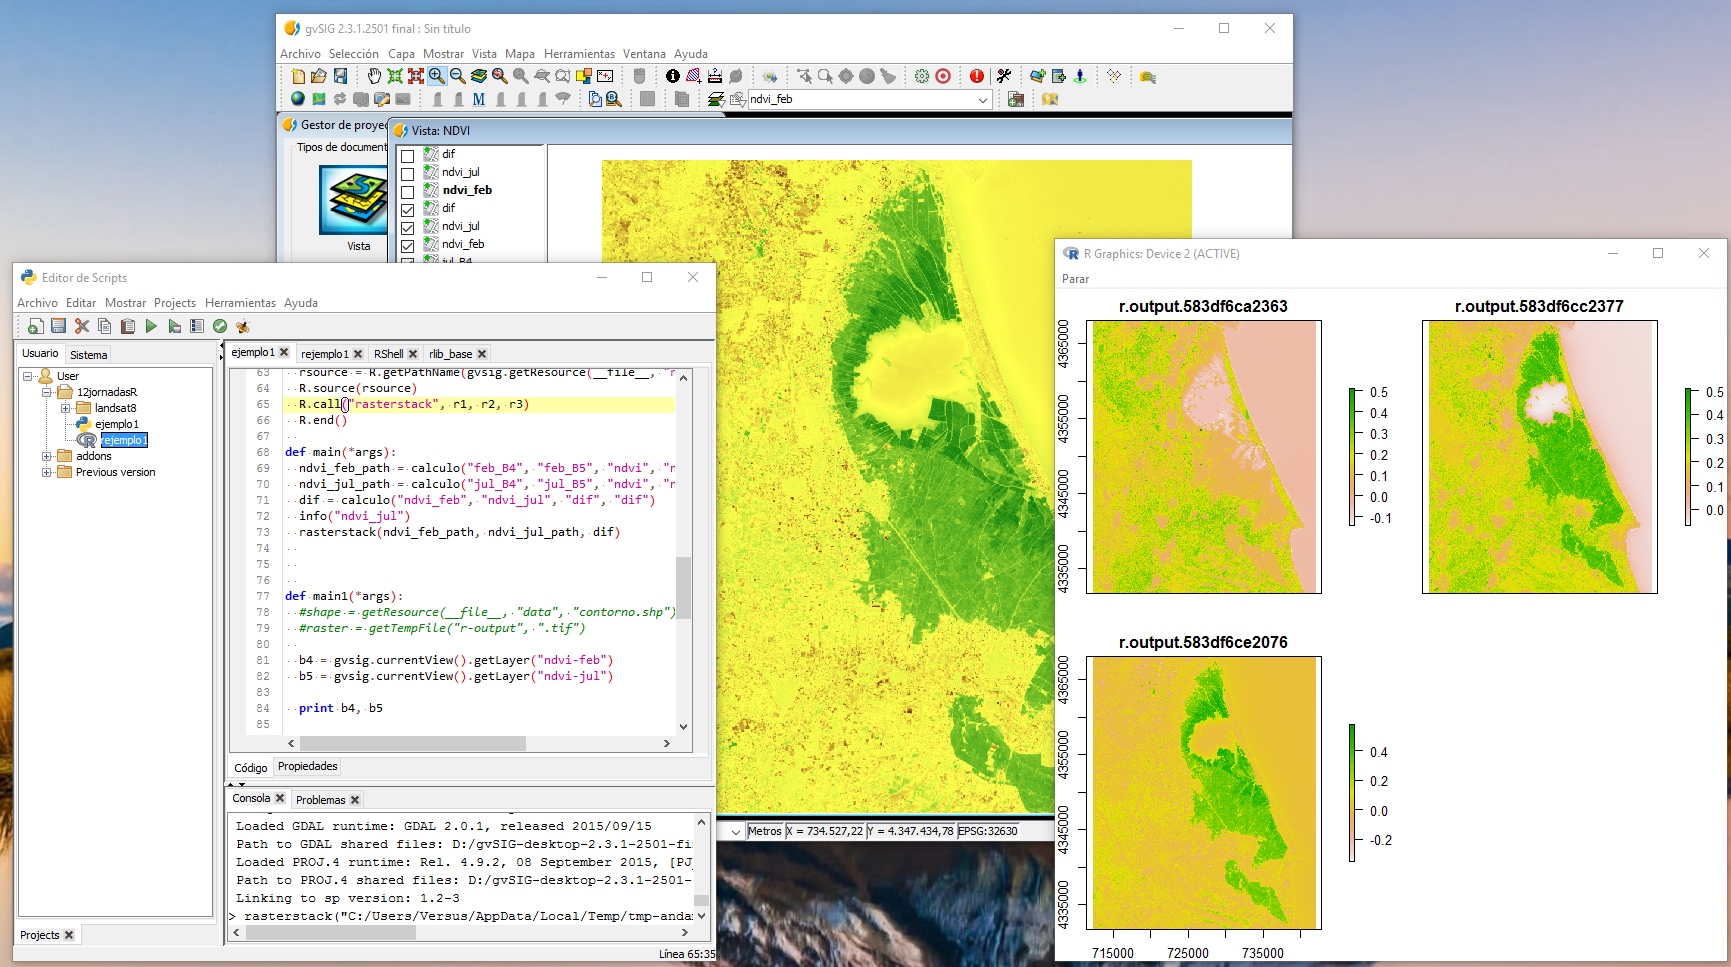 gvSIG 2.3.1.2501 final : Sin título
Archivo Selección Capa Mostrar Vista Mapa Herramientas Ventana Ayuda
ndvi_feb
Gestor de proyec
Tipos de document
Vista
Vista: NDVI
dif
ndvi_jul
ndvi_feb
dif
ndvi_jul
ndvi_feb
jul_B4
Metros X = 734.527,22 Y = 4.347.434,78 EPSG:32630
Editor de Scripts
Archivo Editar Mostrar Projects Herramientas Ayuda
Usuario Sistema
User
12jornadasR
landsat8
ejemplo1
rejemplo1
addons
Previous version
Projects
ejemplo1 rejemplo1 RShell rlib_base
63 rsource = R.getPathName(gvsig.getResource(__file__, "r
64 R.source(rsource)
65 R.call("rasterstack", r1, r2, r3)
66 R.end()
67
68 def main(*args):
69 ndvi_feb_path = calculo("feb_B4", "feb_B5", "ndvi", "n
70 ndvi_jul_path = calculo("jul_B4", "jul_B5", "ndvi", "n
71 dif = calculo("ndvi_feb", "ndvi_jul", "dif", "dif")
72 info("ndvi_jul")
73 rasterstack(ndvi_feb_path, ndvi_jul_path, dif)
74
75
76
77 def main1(*args):
78 #shape = getResource(__file__, "data", "contorno.shp")
79 #raster = getTempFile("r-output", ".tif")
80
81 b4 = gvsig.currentView().getLayer("ndvi-feb")
82 b5 = gvsig.currentView().getLayer("ndvi-jul")
83
84 print b4, b5
85
Código Propiedades
Consola Problemas
Loaded GDAL runtime: GDAL 2.0.1, released 2015/09/15
Path to GDAL shared files: D:/gvSIG-desktop-2.3.1-2501-fi
Loaded PROJ.4 runtime: Rel. 4.9.2, 08 September 2015, [PJ_
Path to PROJ.4 shared files: D:/gvSIG-desktop-2.3.1-2501-
Linking to sp version: 1.2-3
> rasterstack("C:/Users/Versus/AppData/Local/Temp/tmp-anda
Línea 65:35
R Graphics: Device 2 (ACTIVE)
Parar
r.output.583df6ca2363
4365000
4355000
4345000
4335000
0.5
0.4
0.3
0.2
0.1
0.0
-0.1
r.output.583df6cc2377
0.5
0.4
0.3
0.2
0.1
0.0
r.output.583df6ce2076
4365000
4355000
4345000
4335000
715000 725000 735000
0.4
0.2
0.0
-0.2